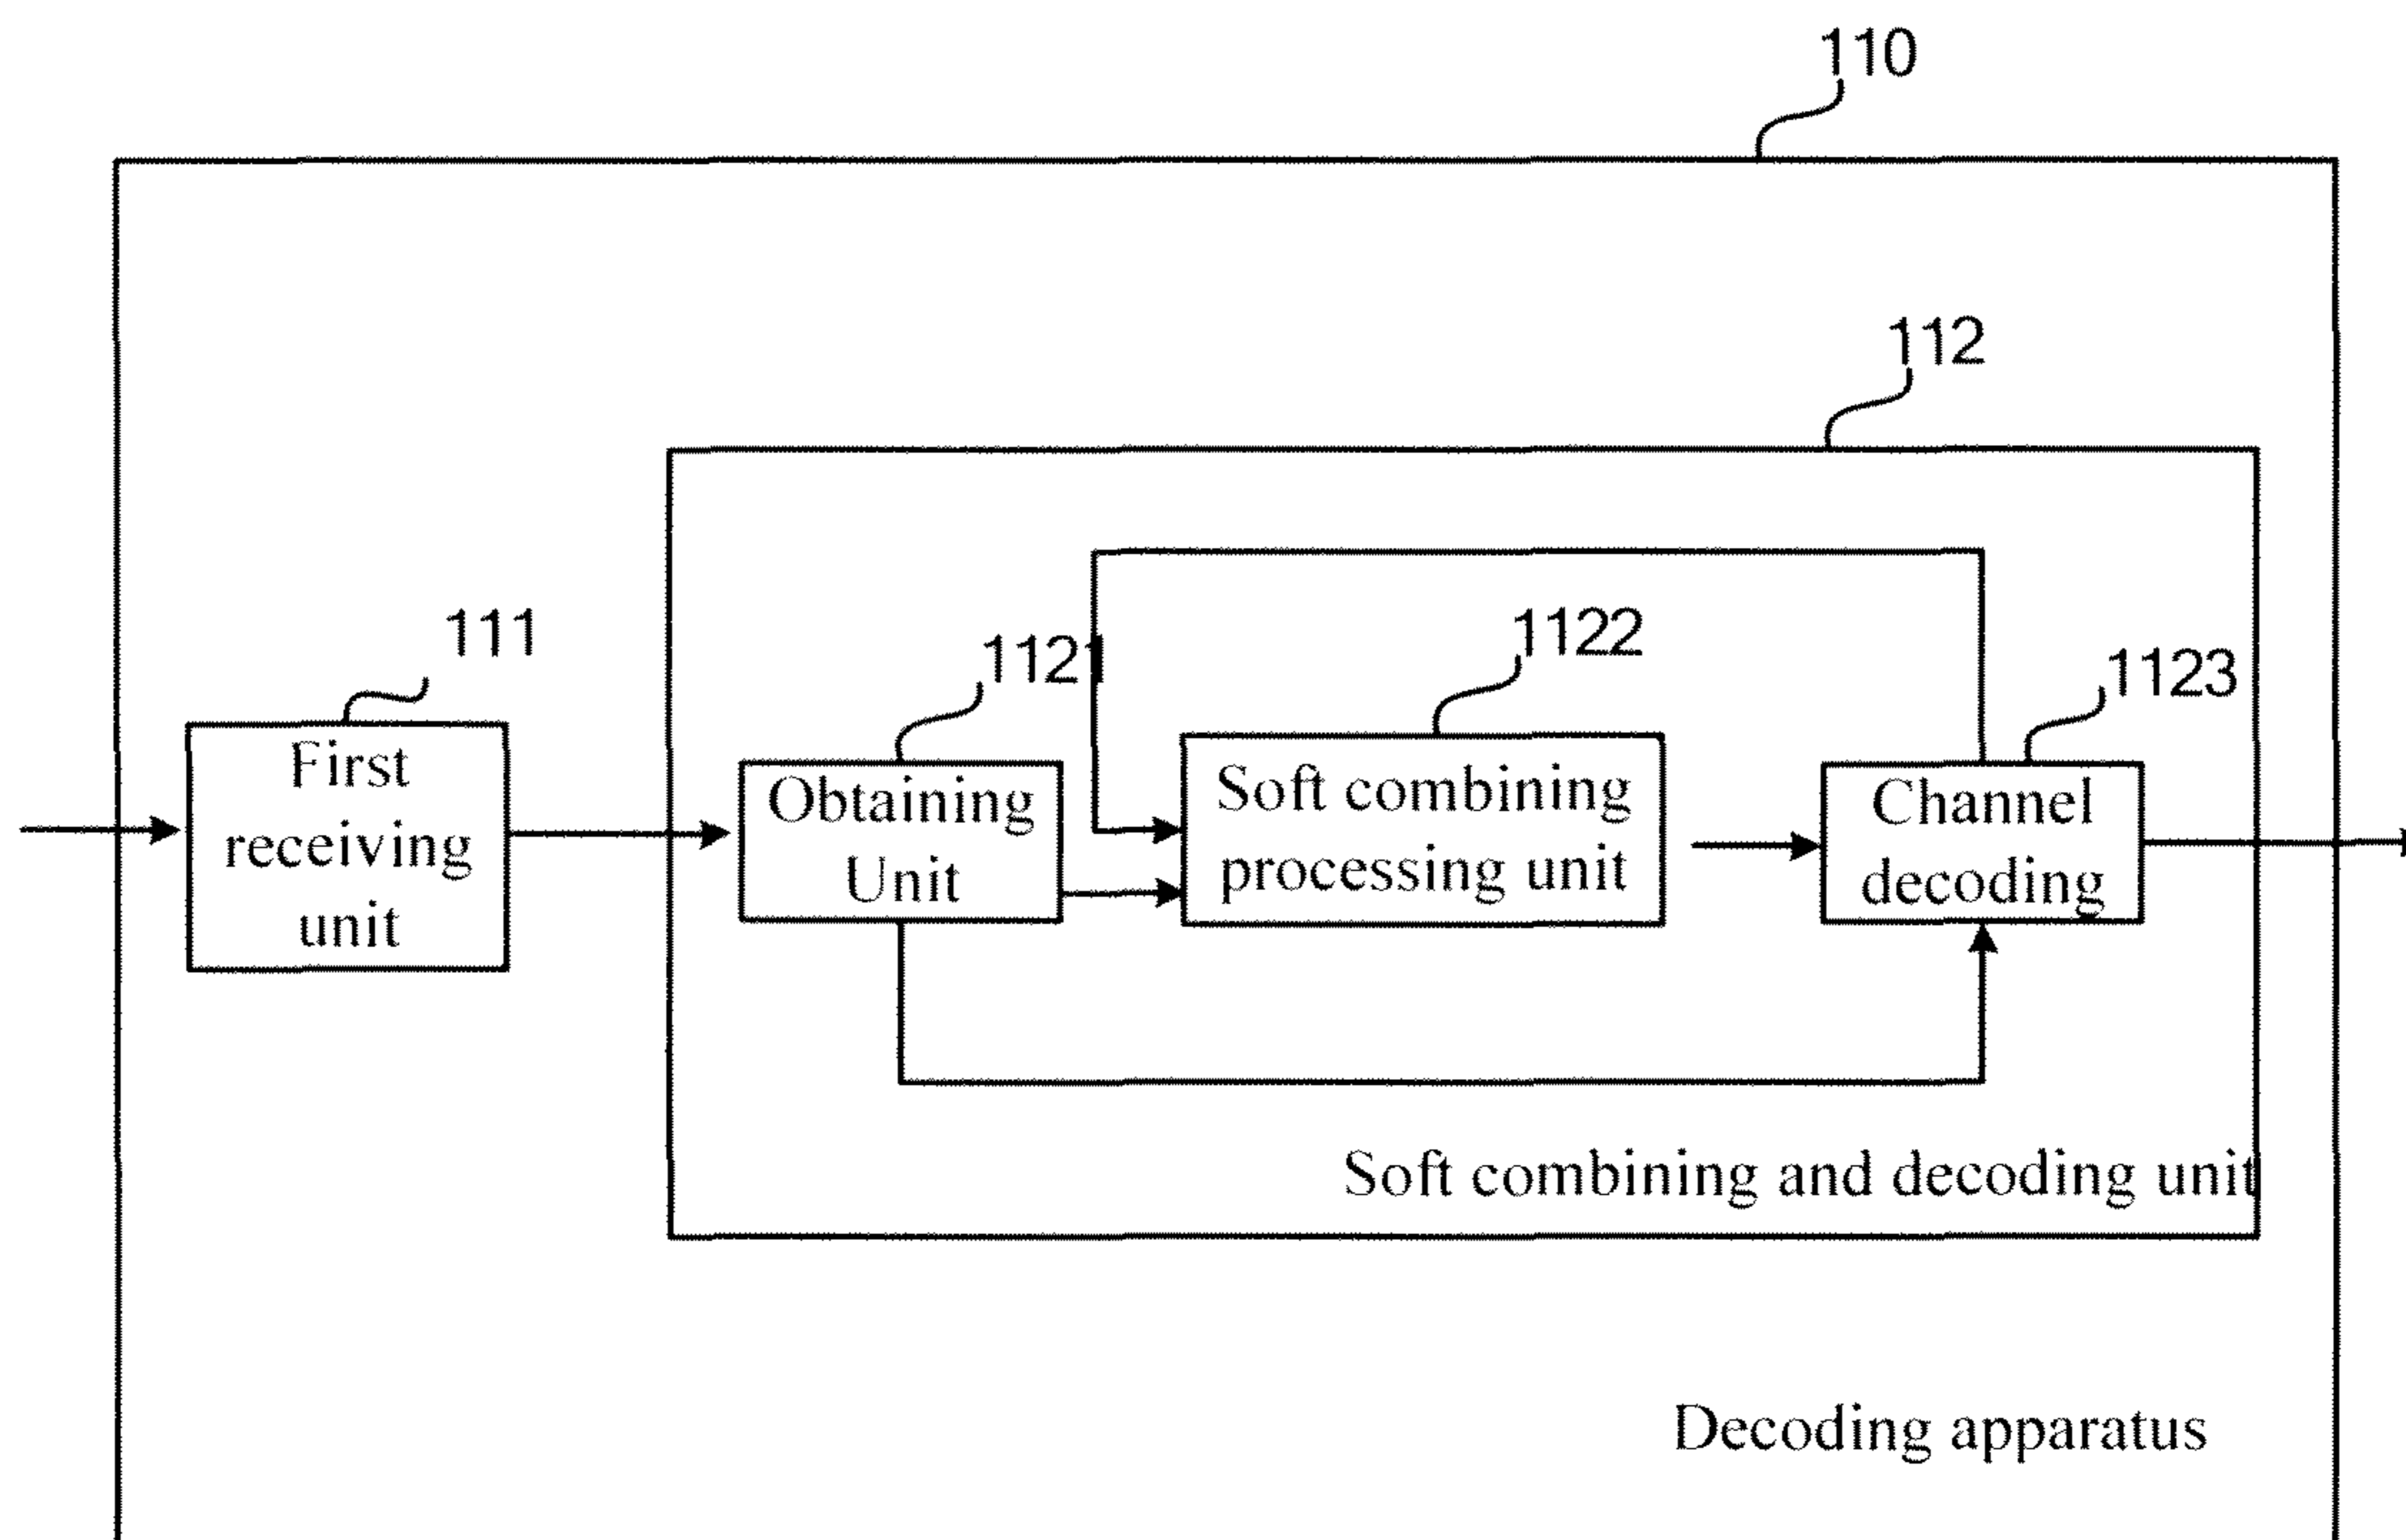 110
112
111
1121
1122
1123
First
receiving
unit
Obtaining
Unit
Soft combining
processing unit
Channel
decoding
Soft combining and decoding unit
Decoding apparatus